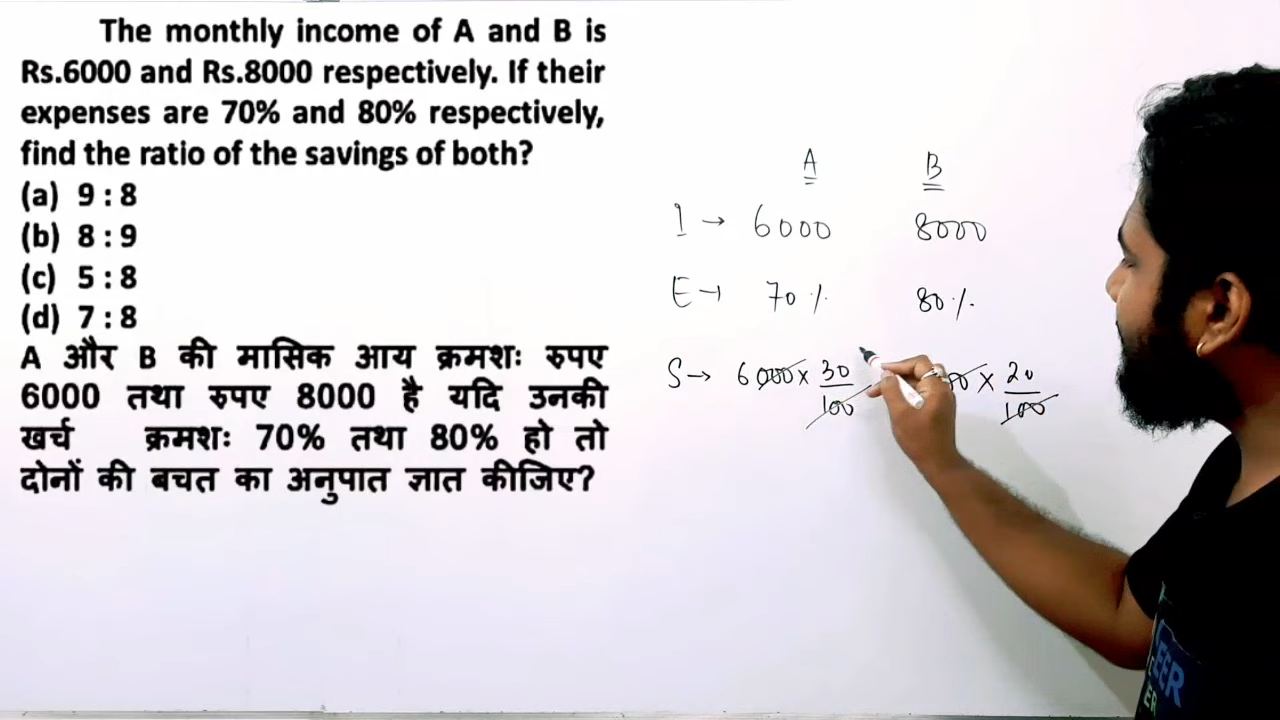 The monthly income of A and B is
Rs.6000 and Rs.8000 respectively. If their
expenses are 70% and 80% respectively,
find the ratio of the savings of both?
(a) 9 : 8
(b) 8 : 9
(c) 5 : 8
(d) 7 : 8
A और B की मासिक आय क्रमशः रुपए
6000 तथा रुपए 8000 है यदि उनकी
खर्च क्रमशः 70% तथा 80% हो तो
दोनों की बचत का अनुपात ज्ञात कीजिए?
A B
I → 6000 8000
E → 70% 80%
S → 6000 × 30/100 × 20/100
EER
ER